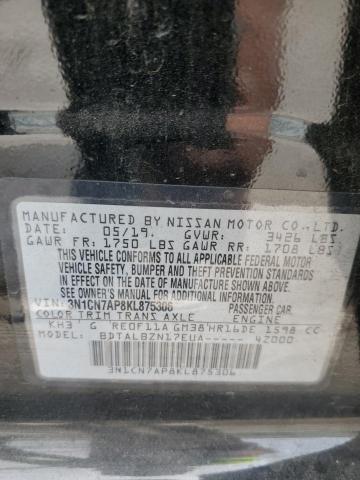 MANUFACTURED BY NISSAN MOTOR CO., LTD.
DATE: 05/19. GVWR: 3426 LBS
GAWR FR: 1750 LBS GAWR RR: 1708 LBS
THIS VEHICLE CONFORMS TO ALL APPLICABLE FEDERAL MOTOR
VEHICLE SAFETY, BUMPER, AND THEFT PREVENTION STANDARDS
IN EFFECT ON THE DATE OF MANUFACTURE SHOWN ABOVE.
SEE OWNER'S MANUAL FOR ADDITIONAL INFORMATION.
VIN: 3N1CN7AP8KL875306 PASSENGER CAR
COLOR TRIM TRANS. AXLE ENGINE
KH3 G RE0F11A GM38 HR16DE 1598 CC
MODEL: BDTALBZN17EUA----- 4Z000
3N1CN7AP8KL875306